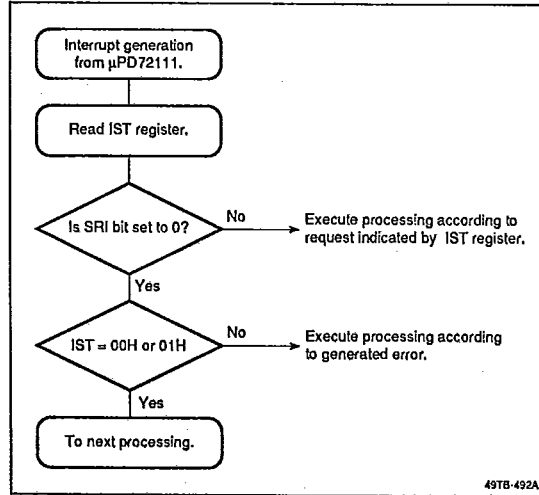 Interrupt generation
from µPD72111.
Read IST register.
Is SRI bit set to 0?
No
Execute processing according to
request indicated by IST register.
Yes
IST = 00H or 01H
No
Execute processing according
to generated error.
Yes
To next processing.
49TB-492A